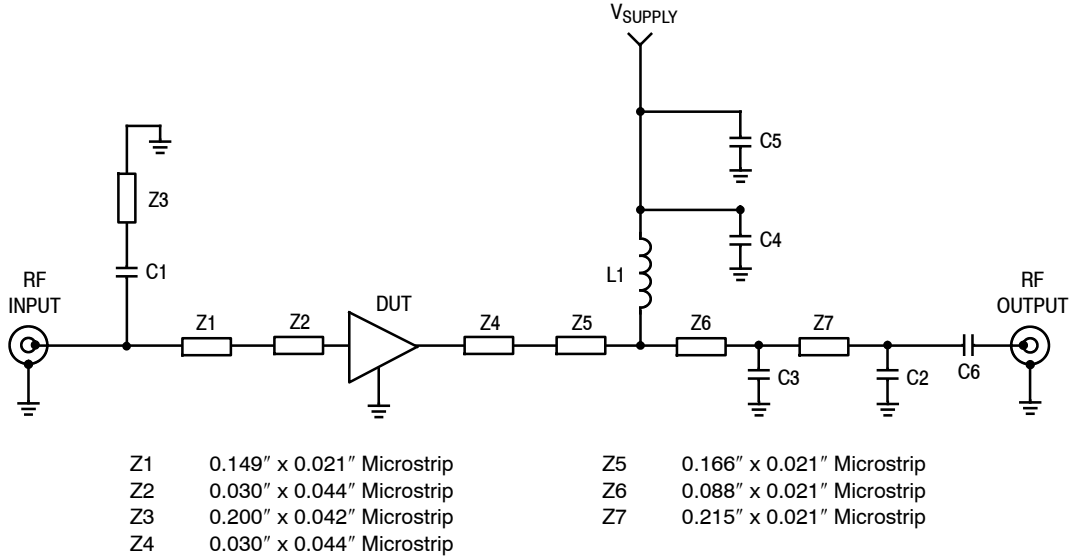 VSUPPLY
C5
Z3
C4
C1
L1
RF
INPUT
DUT
RF
OUTPUT
Z1
Z2
Z4
Z5
Z6
Z7
C3
C2
C6
Z1 0.149″ x 0.021″ Microstrip
Z2 0.030″ x 0.044″ Microstrip
Z3 0.200″ x 0.042″ Microstrip
Z4 0.030″ x 0.044″ Microstrip
Z5 0.166″ x 0.021″ Microstrip
Z6 0.088″ x 0.021″ Microstrip
Z7 0.215″ x 0.021″ Microstrip